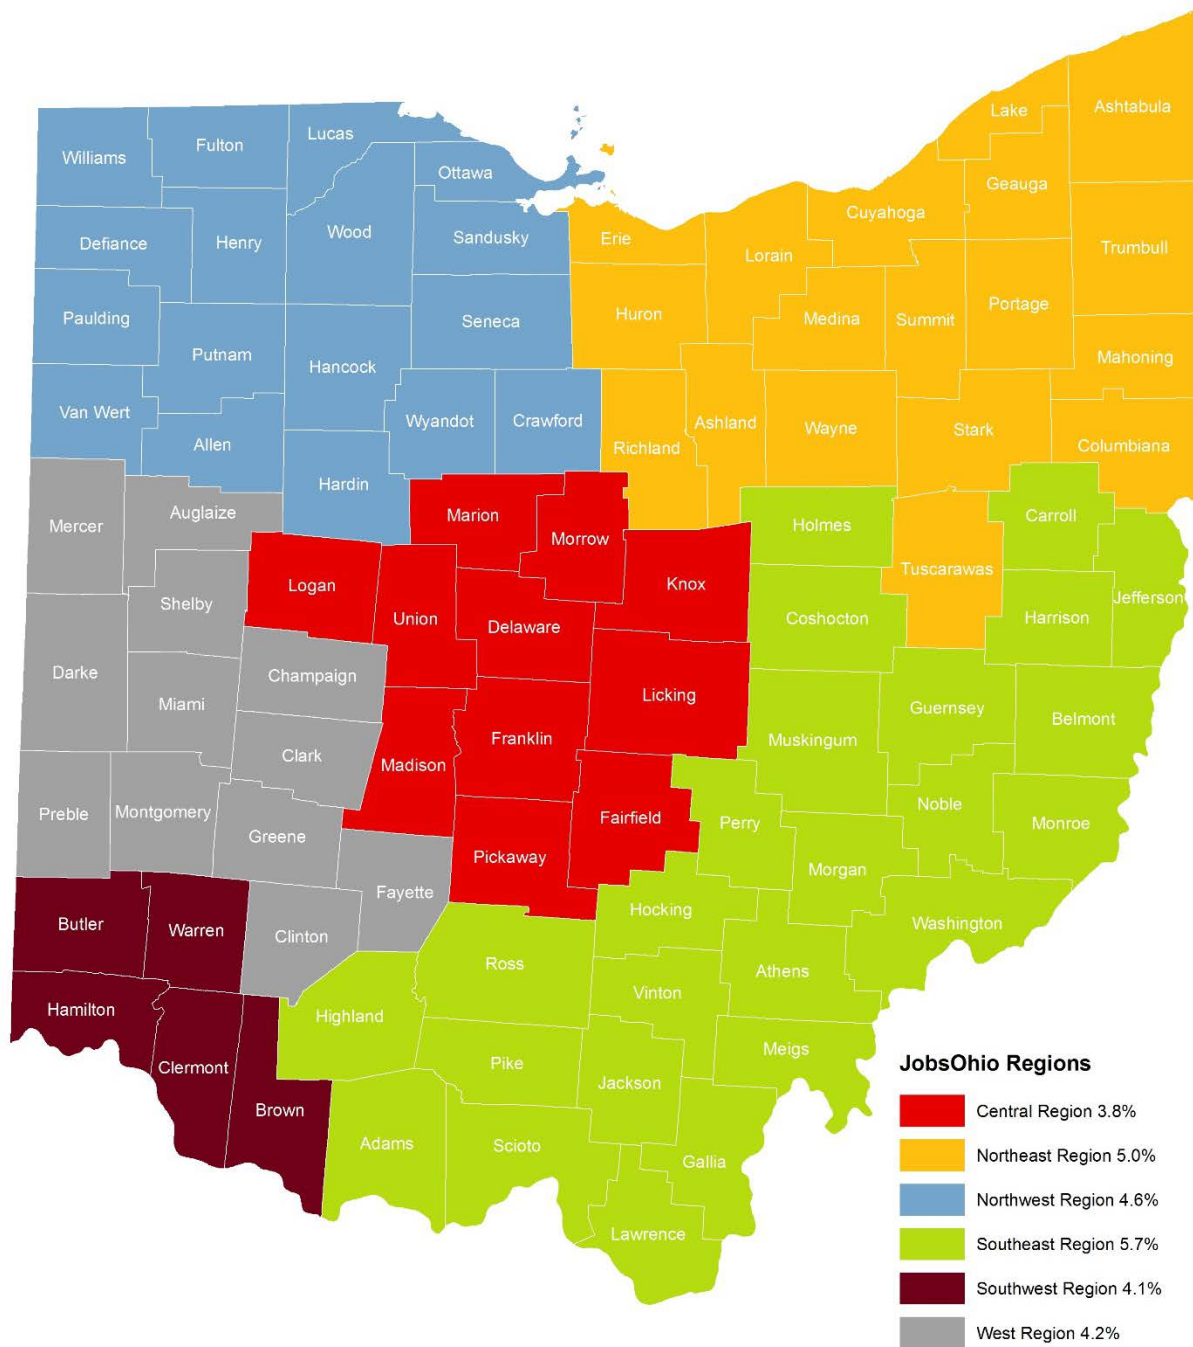 Lake
Ashtabula
Lucas
Fulton
Williams
Ottawa
Geauga
Cuyahoga
Wood
Sandusky
Erie
Defiance
Henry
Trumbull
Lorain
Portage
Huron
Medina
Summit
Paulding
Seneca
Putnam
Hancock
Mahoning
Van Wert
Wyandot
Crawford
Ashland
Wayne
Stark
Allen
Richland
Columbiana
Hardin
Mercer
Auglaize
Marion
Morrow
Holmes
Carroll
Tuscarawas
Logan
Knox
Shelby
Union
Delaware
Coshocton
Harrison
Jefferson
Darke
Champaign
Miami
Licking
Guernsey
Belmont
Franklin
Muskingum
Clark
Madison
Preble
Montgomery
Greene
Fairfield
Perry
Noble
Monroe
Pickaway
Morgan
Fayette
Hocking
Butler
Warren
Clinton
Washington
Ross
Athens
Vinton
Hamilton
Highland
Meigs
Clermont
Pike
Jackson
Brown
Adams
Scioto
Gallia
Lawrence
JobsOhio Regions
Central Region 3.8%
Northeast Region 5.0%
Northwest Region 4.6%
Southeast Region 5.7%
Southwest Region 4.1%
West Region 4.2%